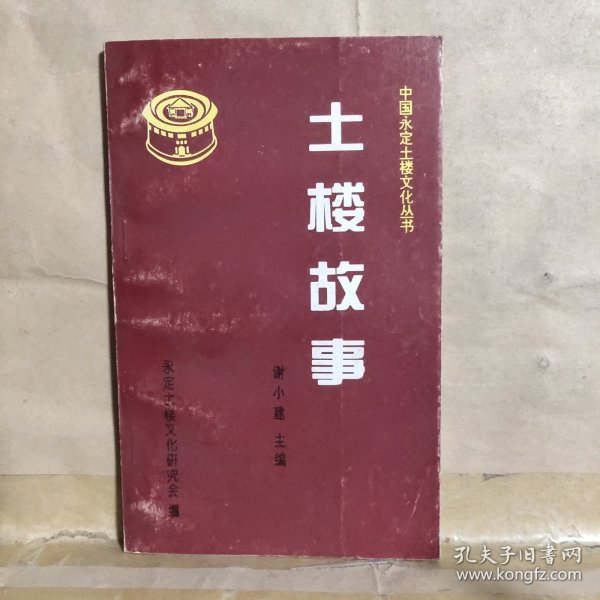 中国永定土楼文化丛书
土楼故事
谢小建 主编
永定土楼文化研究会 编
孔夫子旧书网
www.kongfz.com